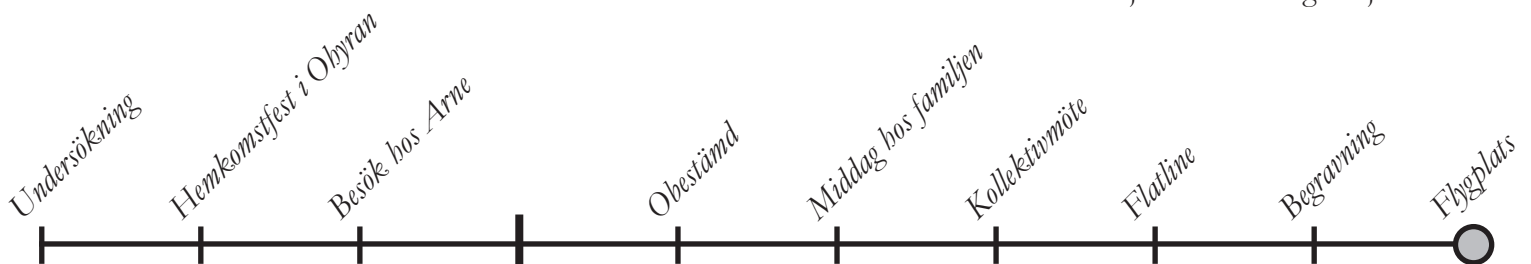 Undersökning
Hemkomstfest i Ohyran
Besök hos Arne
Obestämd
Middag hos familjen
Kollektivmöte
Flatline
Begravning
Flygplats